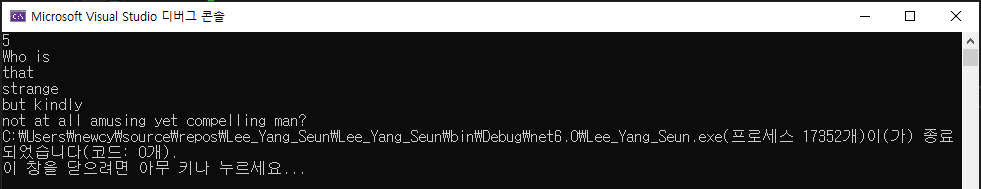 Microsoft Visual Studio 디버그 콘솔
5
Who is
that
strange
but kindly
not at all amusing yet compelling man?
C:₩Users₩newcy₩source₩repos₩Lee_Yang_Seun₩Lee_Yang_Seun₩bin₩Debug₩net6.0₩Lee_Yang_Seun.exe(프로세스 17352개)이(가) 종료
되었습니다(코드: 0개).
이 창을 닫으려면 아무 키나 누르세요...